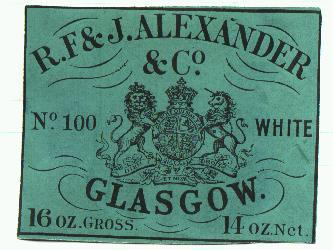 R.F & J. ALEXANDER
& Co.
No. 100 WHITE
GLASGOW.
16 OZ. GROSS. 14 OZ. Net.